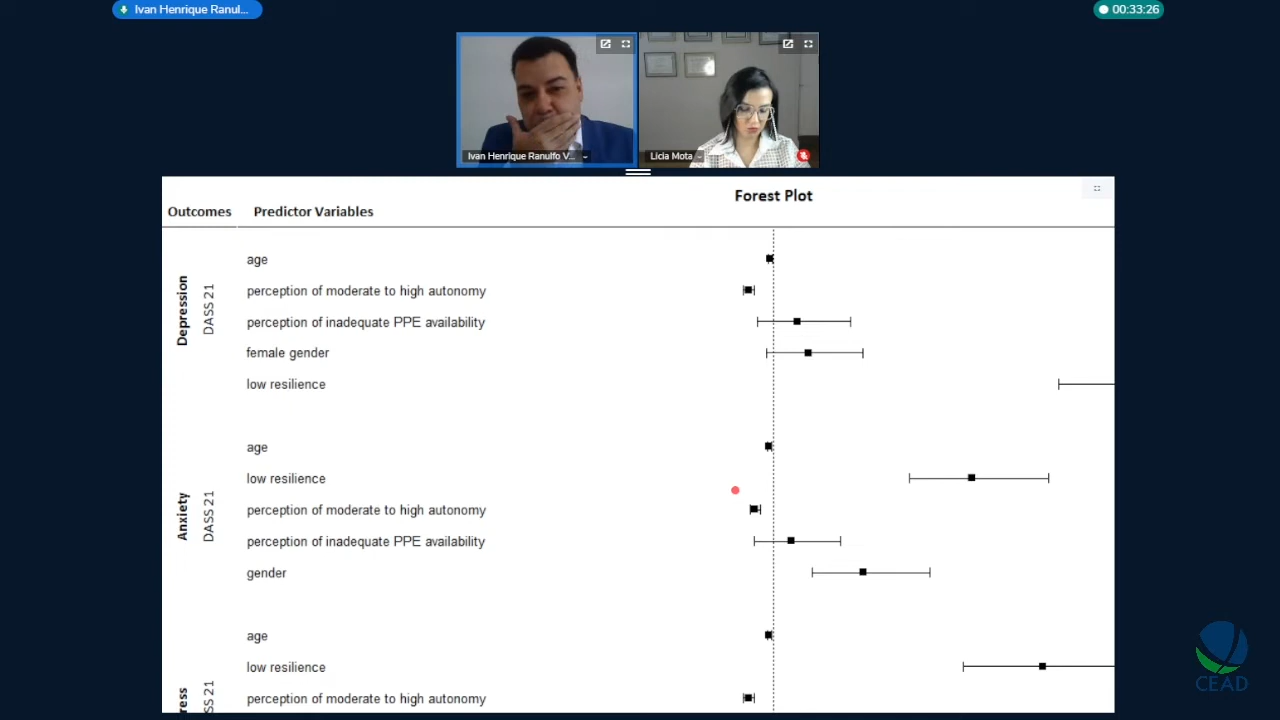 Ivan Henrique Ranul...
00:33:26
Ivan Henrique Ranulfo V...
Licia Mota
Forest Plot
Outcomes
Predictor Variables
Depression
DASS 21
age
perception of moderate to high autonomy
perception of inadequate PPE availability
female gender
low resilience
Anxiety
DASS 21
age
low resilience
perception of moderate to high autonomy
perception of inadequate PPE availability
gender
ress
SS 21
age
low resilience
perception of moderate to high autonomy
CEAD